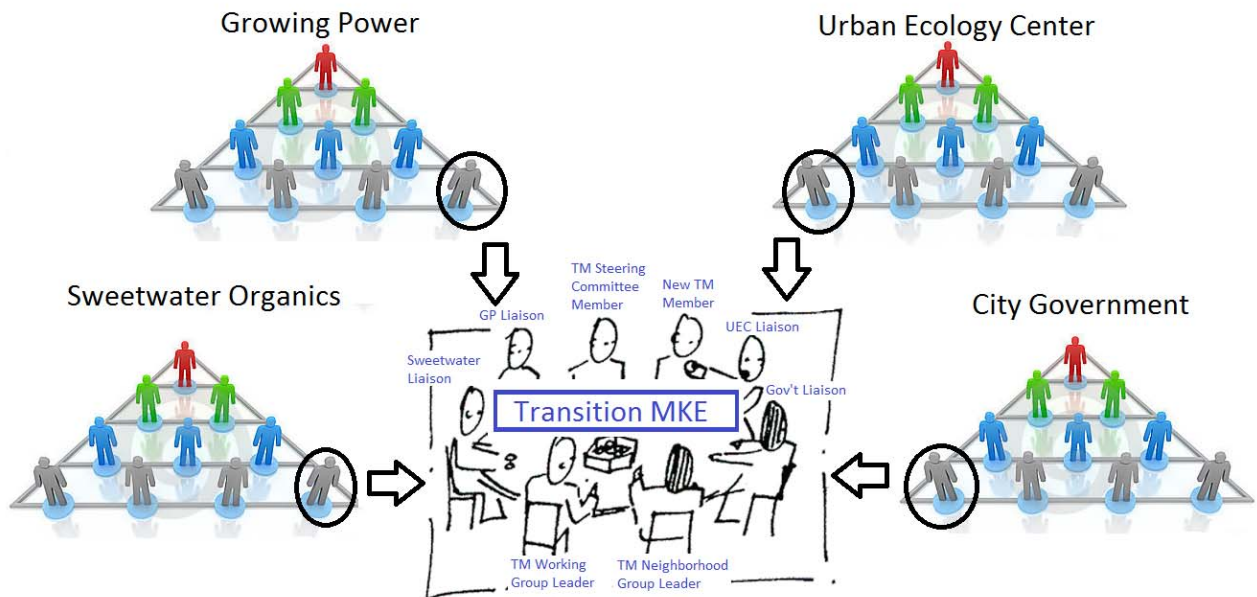 Growing Power
Urban Ecology Center
Sweetwater Organics
City Government
TM Steering
Committee
Member
New TM
Member
GP Liaison
UEC Liaison
Sweetwater
Liaison
Gov't Liaison
Transition MKE
TM Working
Group Leader
TM Neighborhood
Group Leader